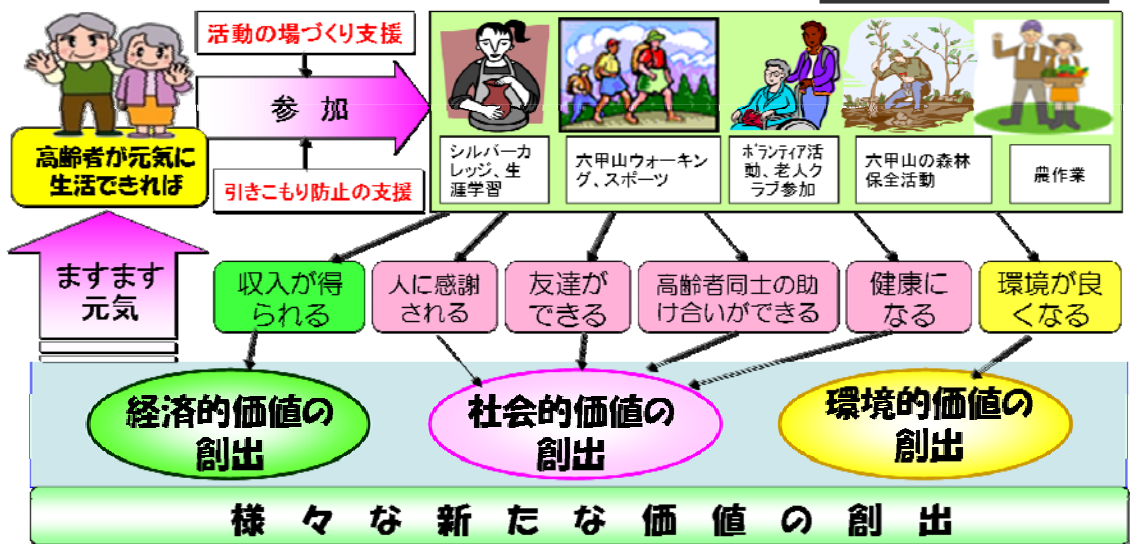 活動の場づくり支援
参 加
引きこもり防止の支援
高齢者が元気に
生活できれば
シルバーカ
レッジ、生
涯学習
六甲山ウォーキン
グ、スポーツ
ボランティア活
動、老人ク
ラブ参加
六甲山の森林
保全活動
農作業
ますます
元気
収入が得
られる
人に感謝
される
友達が
できる
高齢者同士の助
け合いができる
健康に
なる
環境が良
くなる
経済的価値の
創出
社会的価値の
創出
環境的価値の
創出
様 々 な 新 た な 価 値 の 創 出